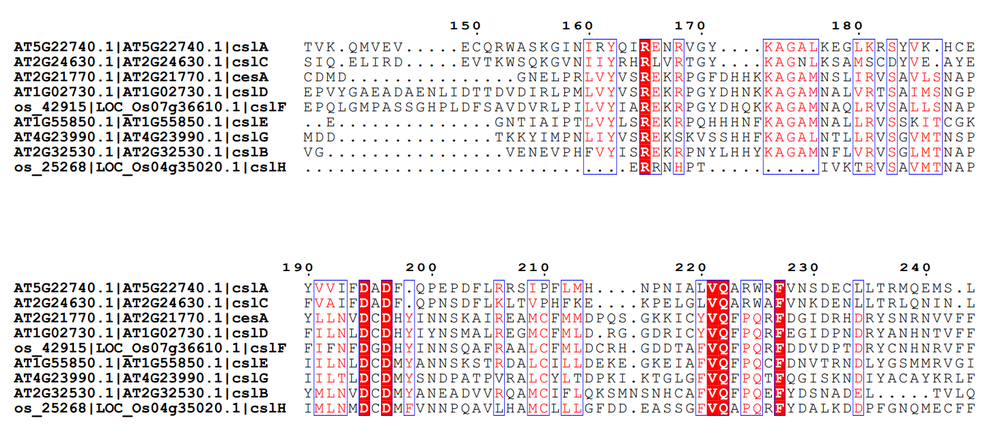 150 160 170 180
AT5G22740.1|AT5G22740.1|cslA TVK.QMVEV.....ECQRWASKGINIRYQIRENRVGY....KAGALKEGLKRSYVK.HCE
AT2G24630.1|AT2G24630.1|cslC SIQ.ELIRD.....EVTKWSQKGVNIIYRHRLVRTGY....KAGNLKSAMSCDYVE.AYE
AT2G21770.1|AT2G21770.1|cesA CDMD...............GNELPRLVYVSREKRPGFDHHKKAGAMNSLIRVSAVLSNAP
AT1G02730.1|AT1G02730.1|cslD EPVYGAEADAENLIDTTDVDIRLPMLVYVSREKRPGYDHNKKAGAMNALVRTSAIMSNGP
os_42915|LOC_Os07g36610.1|cslF EPQLGMPASSGHPLDFSAVDVRLPILVYIAREKRPGYDHQKKAGAMNAQLRVSALLSNAP
AT1G55850.1|AT1G55850.1|cslE ..E..............GNTIAIPTLVYLSREKRPQHHHNFKAGAMNALLRVSSKITCGK
AT4G23990.1|AT4G23990.1|cslG MDD..............TKKYIMPNLIYVSREKSKVSSHHFKAGALNTLLRVSGVMTNSP
AT2G32530.1|AT2G32530.1|cslB VG................VENEVPHFVYISREKRPNYLHHYKAGAMNFLVRVSGLMTNAP
os_25268|LOC_Os04g35020.1|cslH .............................ERRNHPT..........IVKTRVSAVMTNAP
190 200 210 220 230 240
AT5G22740.1|AT5G22740.1|cslA YVVIFDADF.QPEPDFLRRSIPFLMH....NPNIALVQARWRFVNSDECLLTRMQEMS.L
AT2G24630.1|AT2G24630.1|cslC FVAIFDADF.QPNSDFLKLTVPHFKE....KPELGLVQARWAFVNKDENLLTRLQNIN.L
AT2G21770.1|AT2G21770.1|cesA YLLNVDCDHYINNSKAIREAMCFMMDPQS.GKKICYVQFPQRFDGIDRHDRYSNRNVVFF
AT1G02730.1|AT1G02730.1|cslD FILNLDCDHYIYNSMALREGMCFMLD.RG.GDRICYVQFPQRFEGIDPNDRYANHNTVFF
os_42915|LOC_Os07g36610.1|cslF FIFNFDGDHYINNSQAFRAALCFMLDCRH.GDDTAFVQFPQRFDDVDPTDRYCNHNRVFF
AT1G55850.1|AT1G55850.1|cslE IILNLDCDMYANNSKSTRDALCILLDEKE.GKEIAFVQFPQCFDNVTRNDLYGSMMRVGI
AT4G23990.1|AT4G23990.1|cslG IILTLDCDMYSNDPATPVRALCYLTDPKI.KTGLGFVQFPQTFQGISKNDIYACAYKRLF
AT2G32530.1|AT2G32530.1|cslB YMLNVDCDMYANEADVVRQAMCIFLQKSMNSNHCAFVQFPQEFYDSNADEL.....TVLQ
os_25268|LOC_Os04g35020.1|cslH IMLNMDCDMFVNNPQAVLHAMCLLLGFDD.EASSGFVQAPQRFYDALKDDPFGNQMECFF